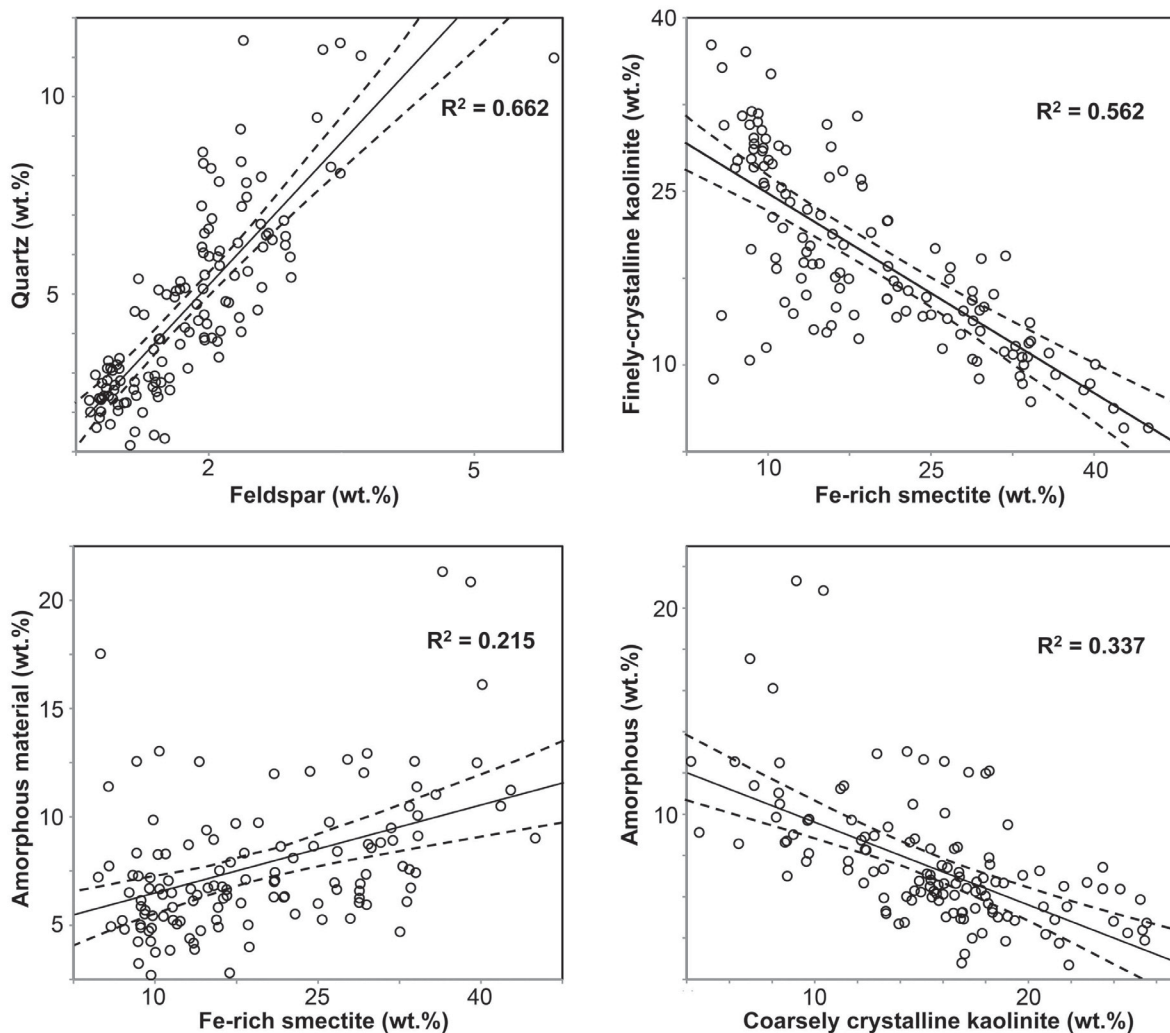 10
5
Quartz (wt.%)
R² = 0.662
2
5
Feldspar (wt.%)
40
25
10
Finely-crystalline kaolinite (wt.%)
R² = 0.562
10
25
40
Fe-rich smectite (wt.%)
20
15
10
5
Amorphous material (wt.%)
R² = 0.215
10
25
40
Fe-rich smectite (wt.%)
20
10
Amorphous (wt.%)
R² = 0.337
10
20
Coarsely crystalline kaolinite (wt.%)